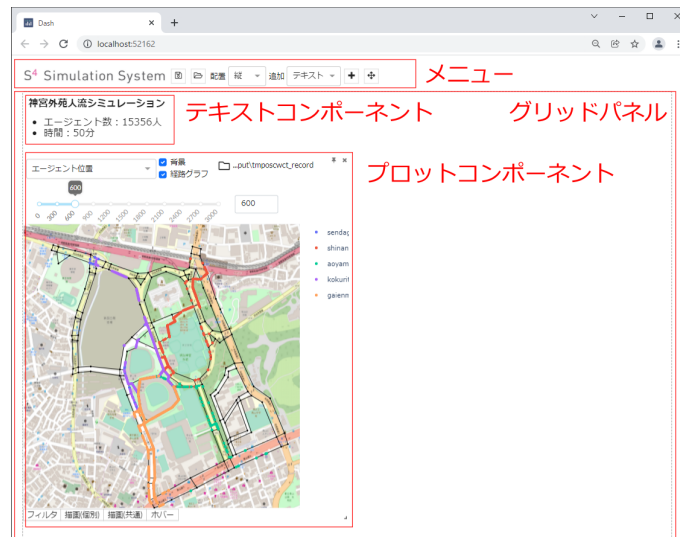 Dash
localhost:52162
S⁴ Simulation System 配置 縦 追加 テキスト
メニュー
神宮外苑人流シミュレーション
• エージェント数：15356人
• 時間：50分
テキストコンポーネント
グリッドパネル
エージェント位置
背景
経路グラフ
...put\tmposcwct_record
プロットコンポーネント
600
0 300 600 900 1200 1500 1800 2100 2400 2700 3000
600
sendag
shinan
aoyam
kokurit
gaienn
フィルタ 描画(個別) 描画(共通) ホバー